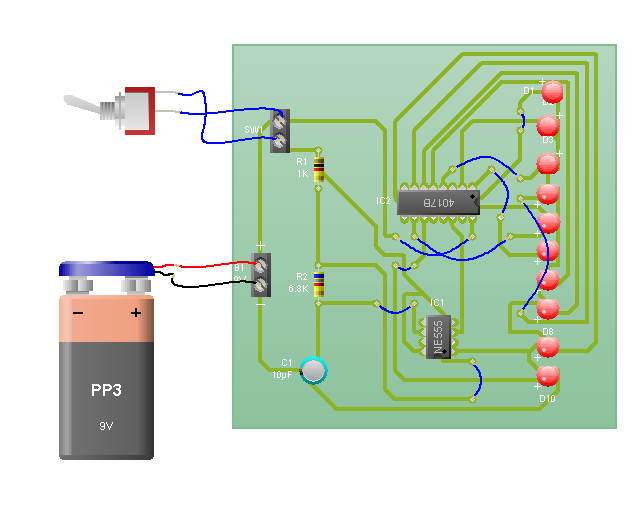 D1
SW1
D3
R1
1K
IC2
4017B
+
B1
9V
−
R2
6.8K
IC1
NE555
− +
PP3
9V
C1
10µF
D8
D10